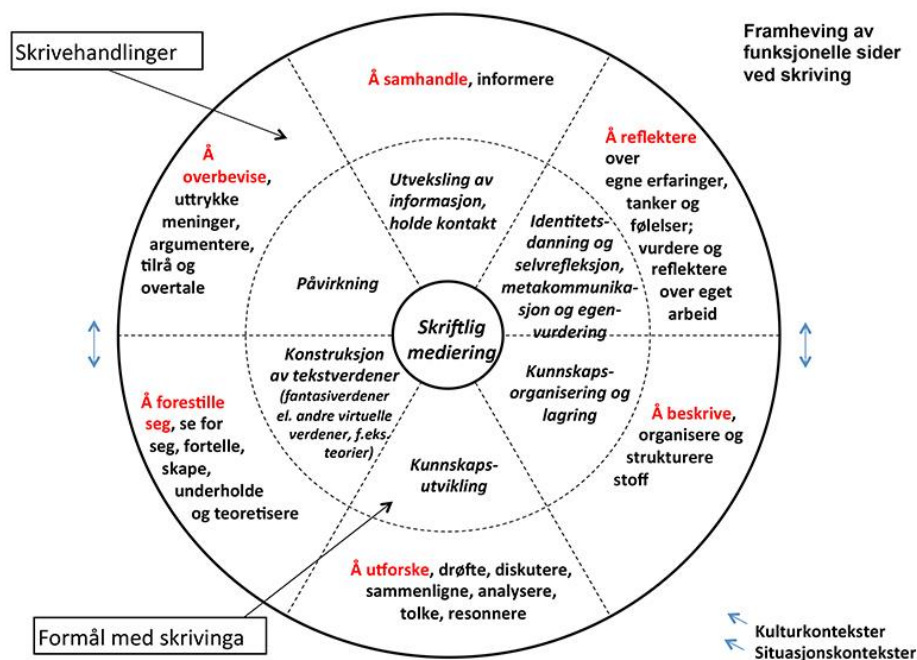 Skrivehandlinger
Framheving av
funksjonelle sider
ved skriving
Å samhandle, informere
Å reflektere
over
egne erfaringer,
tanker og
følelser;
vurdere og
reflektere
over eget
arbeid
Å
overbevise,
uttrykke
meninger,
argumentere,
tilrå og
overtale
Utveksling av
informasjon,
holde kontakt
Identitets-
danning og
selvrefleksjon,
metakommunika-
sjon og egen-
vurdering
Påvirkning
Skriftlig
mediering
Konstruksjon
av tekstverdener
(fantasiverdener
el. andre virtuelle
verdener, f.eks.
teorier)
Kunnskaps-
organisering og
lagring
Å forestille
seg, se for
seg, fortelle,
skape,
underholde
og teoretisere
Å beskrive,
organisere og
strukturere
stoff
Kunnskaps-
utvikling
Å utforske, drøfte, diskutere,
sammenligne, analysere,
tolke, resonnere
Formål med skrivinga
Kulturkontekster
Situasjonskontekster